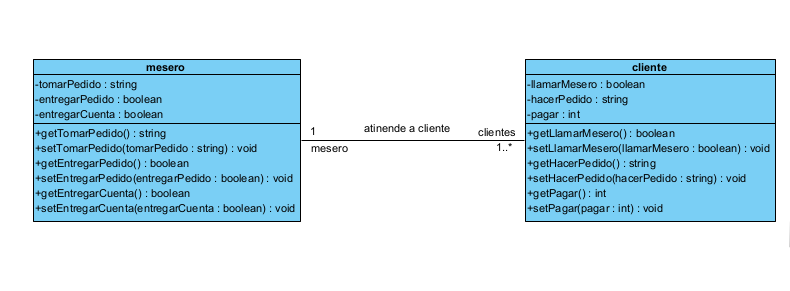 mesero
-tomarPedido : string
-entregarPedido : boolean
-entregarCuenta : boolean
+getTomarPedido() : string
+setTomarPedido(tomarPedido : string) : void
+getEntregarPedido() : boolean
+setEntregarPedido(entregarPedido : boolean) : void
+getEntregarCuenta() : boolean
+setEntregarCuenta(entregarCuenta : boolean) : void
1
mesero
atinende a cliente
clientes
1..*
cliente
-llamarMesero : boolean
-hacerPedido : string
-pagar : int
+getLlamarMesero() : boolean
+setLlamarMesero(llamarMesero : boolean) : void
+getHacerPedido() : string
+setHacerPedido(hacerPedido : string) : void
+getPagar() : int
+setPagar(pagar : int) : void